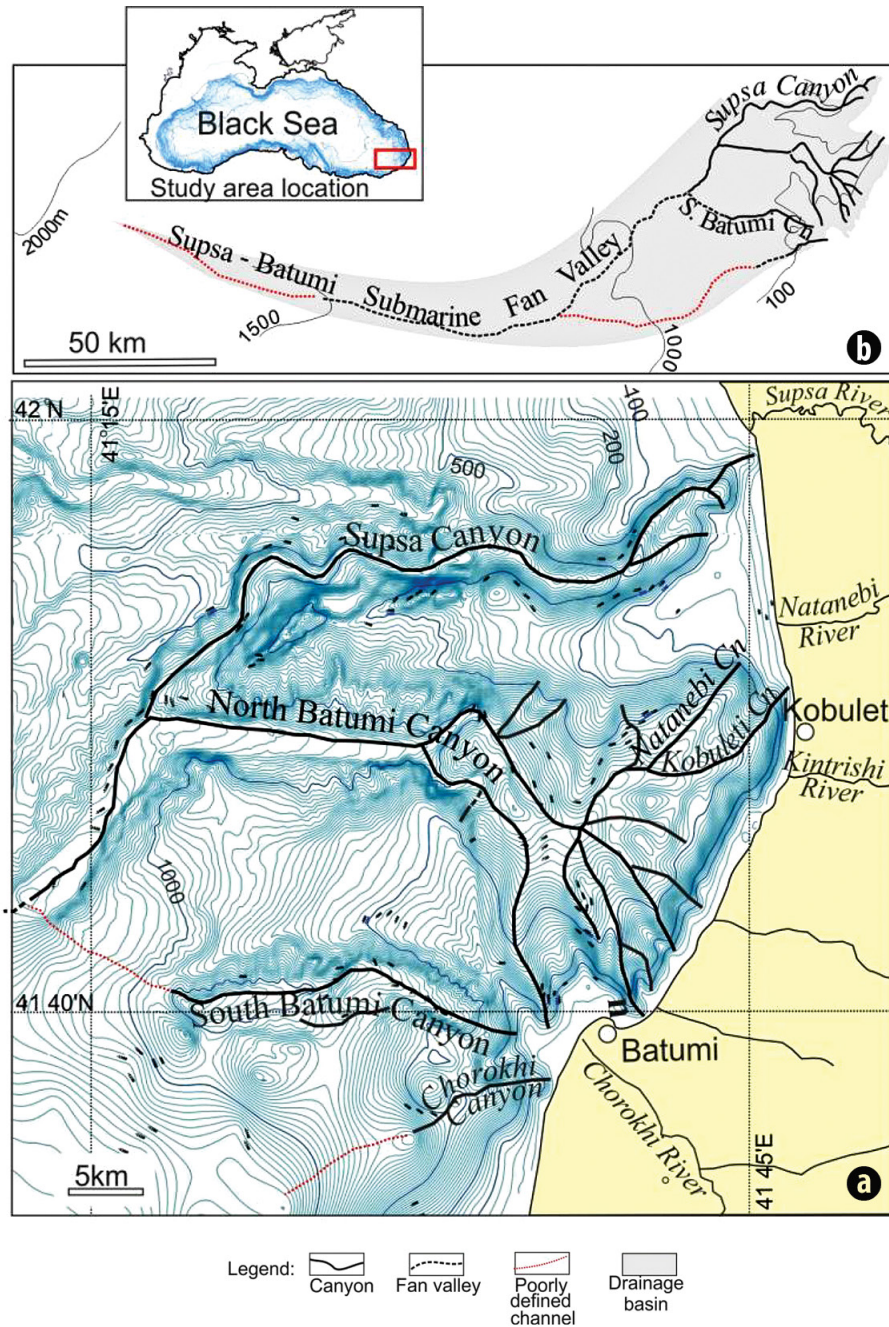 Black Sea
Study area location
2000m
Supsa Canyon
S. Batumi Cn
Supsa - Batumi Submarine Fan Valley
1500
1000
100
50 km
b
42 N
41°15'E
400
200
500
Supsa River
Supsa Canyon
Natanebi
River
North Batumi Canyon
Natanebi Cn
Kobuleti Cn
Kobulet
Kintrishi
River
1000
41 40'N
South Batumi Canyon
n
Batumi
Chorokhi
Canyon
Chorokhi River
41 45'E
5km
a
Legend:
Canyon
Fan valley
Poorly
defined
channel
Drainage
basin